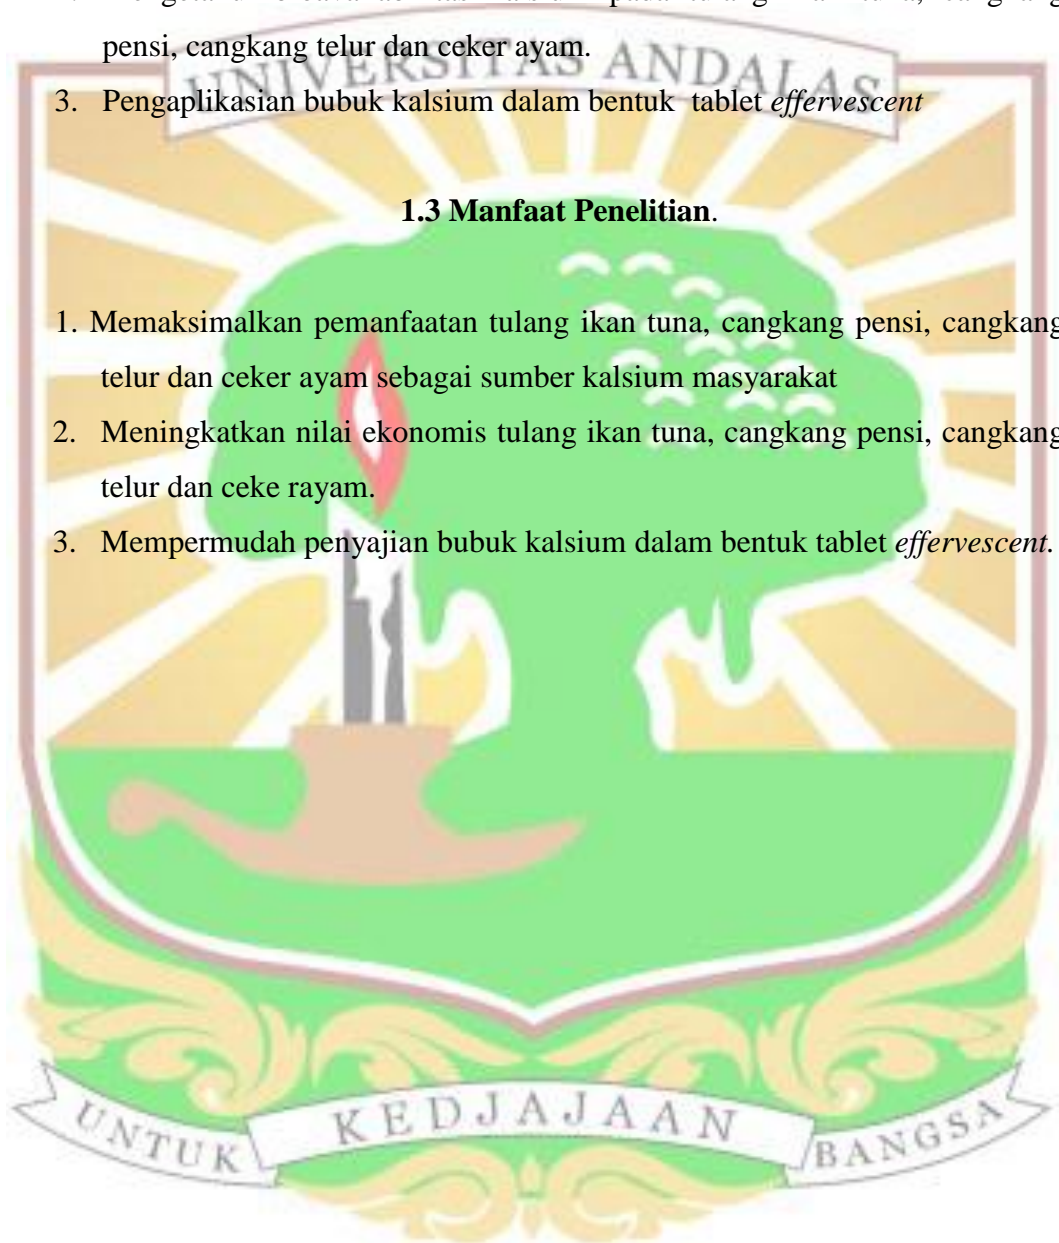 pensi, cangkang telur dan ceker ayam.
UNIVERSITAS ANDALAS
3. Pengaplikasian bubuk kalsium dalam bentuk tablet effervescent
1.3 Manfaat Penelitian.
1. Memaksimalkan pemanfaatan tulang ikan tuna, cangkang pensi, cangkang
telur dan ceker ayam sebagai sumber kalsium masyarakat
2. Meningkatkan nilai ekonomis tulang ikan tuna, cangkang pensi, cangkang
telur dan ceke rayam.
3. Mempermudah penyajian bubuk kalsium dalam bentuk tablet effervescent.
UNTUK KEDJAJAAN BANGSA